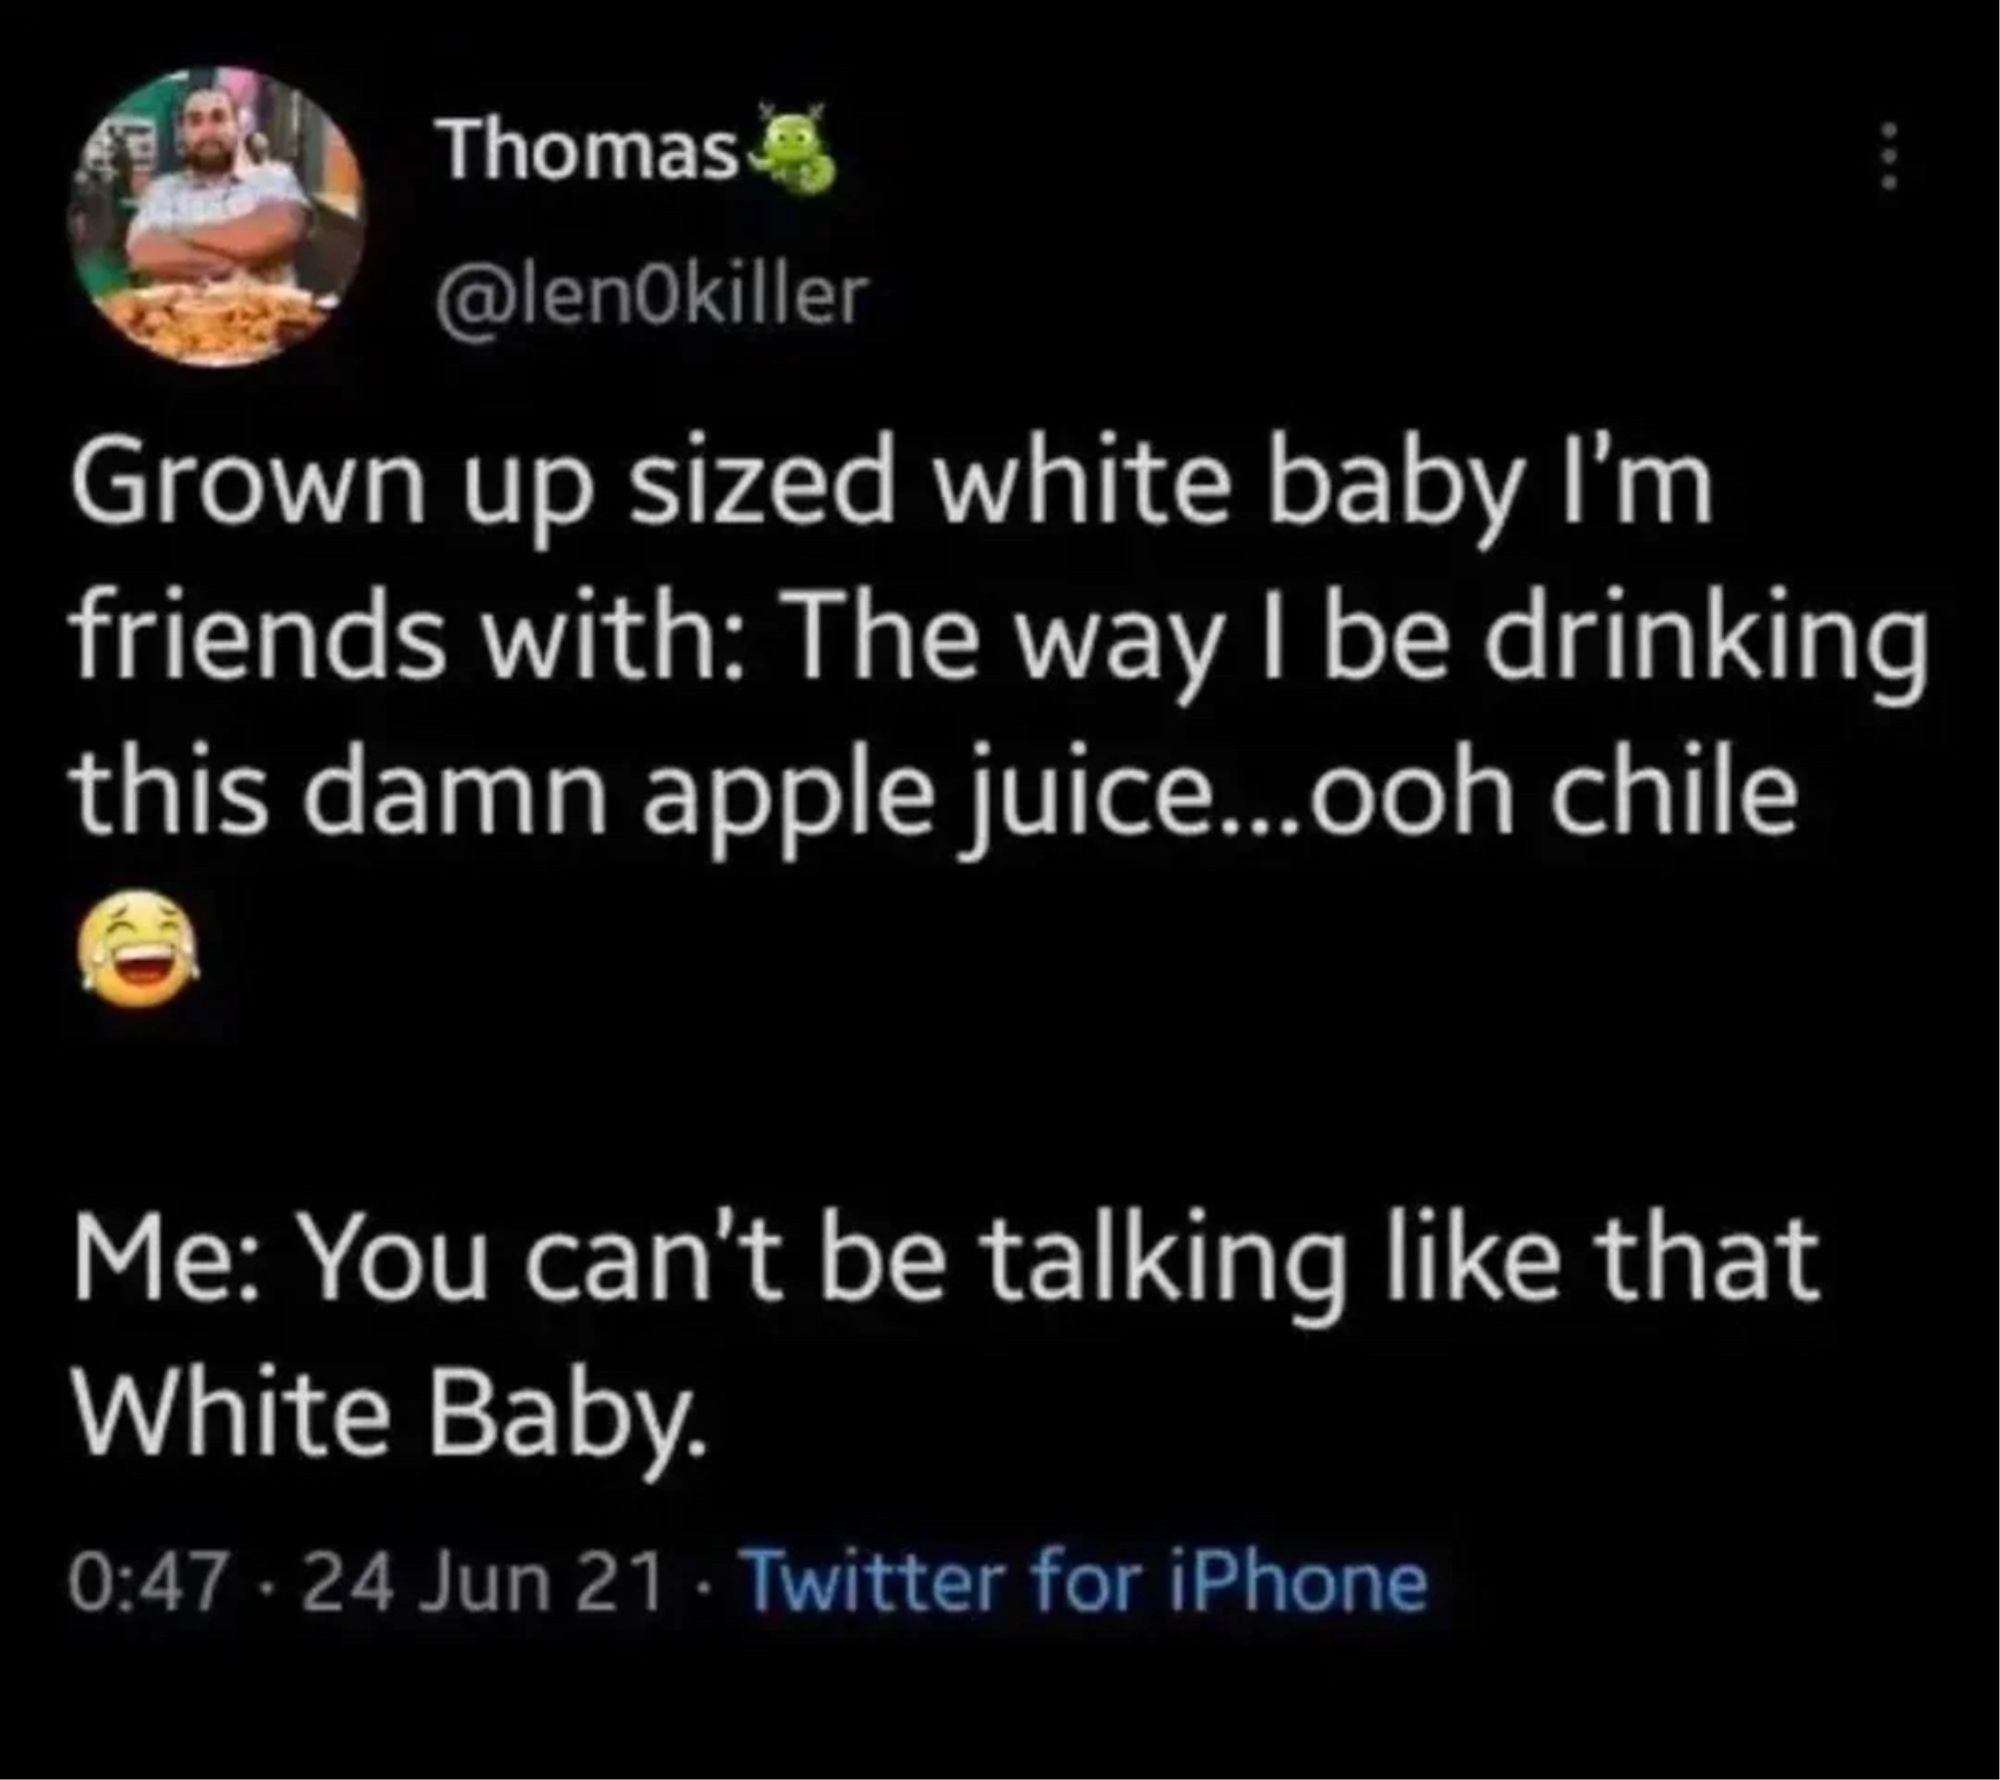 Thomas
@len0killer
Grown up sized white baby I'm
friends with: The way I be drinking
this damn apple juice...ooh chile
😂
Me: You can't be talking like that
White Baby.
0:47 · 24 Jun 21 · Twitter for iPhone